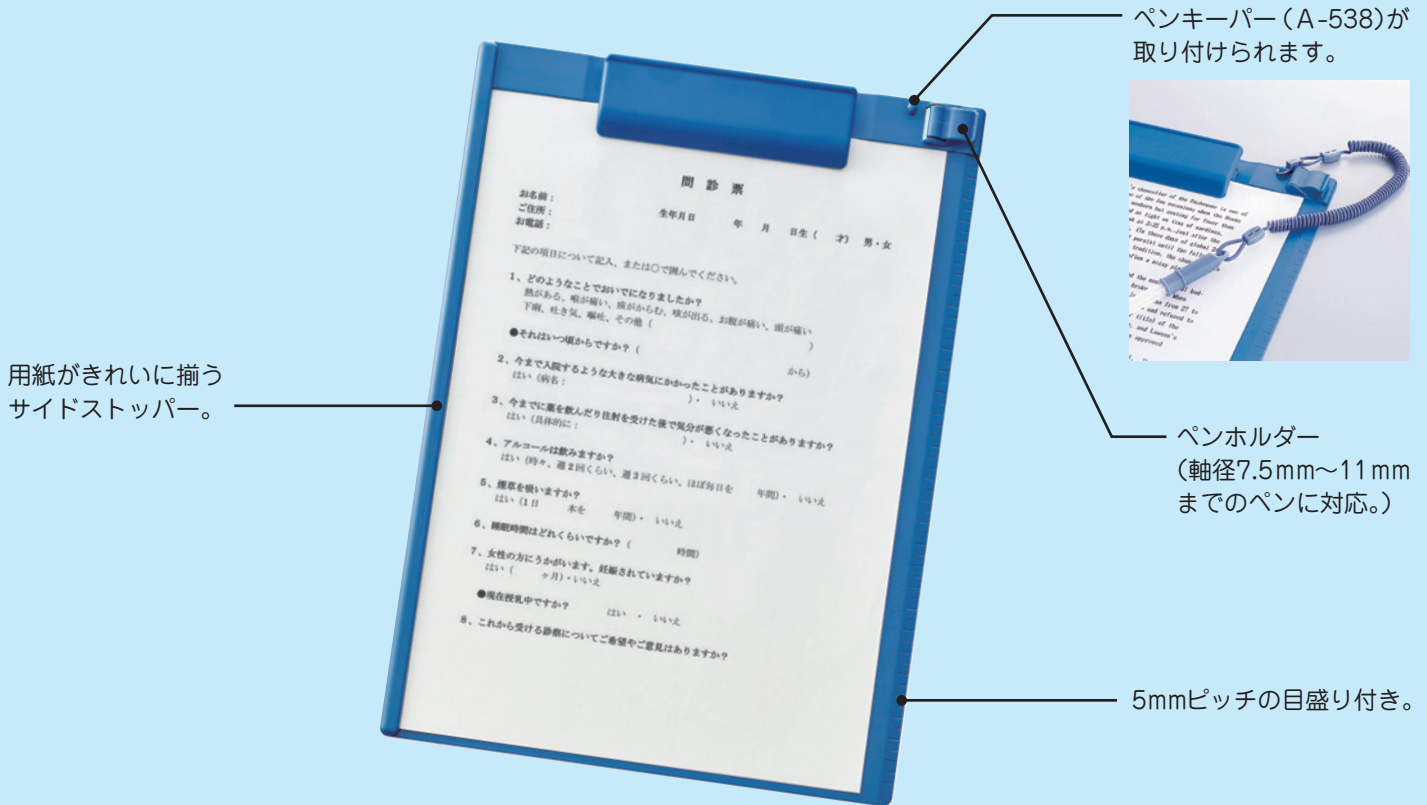 ペンキーパー（A-538）が
取り付けられます。
用紙がきれいに揃う
サイドストッパー。
ペンホルダー
（軸径7.5mm～11mm
までのペンに対応。）
5mmピッチの目盛り付き。
問診票
お名前：
ご住所： 生年月日 年 月 日生（ 才） 男・女
お電話：
下記の項目について記入、または○で囲んでください。
1、どのようなことでおいでになりましたか？
熱がある、喉が痛い、痰がからむ、咳が出る、お腹が痛い、頭が痛い
下痢、吐き気、嘔吐、その他（ ）
●それはいつ頃からですか？（ から）
2、今まで入院するような大きな病気にかかったことがありますか？
はい（病名： ）・ いいえ
3、今までに薬を飲んだり注射を受けた後で気分が悪くなったことがありますか？
はい（具体的に： ）・ いいえ
4、アルコールは飲みますか？
はい（時々、週2回くらい、週3回くらい、ほぼ毎日を 年間）・ いいえ
5、煙草を吸いますか？
はい（1日 本を 年間）・ いいえ
6、睡眠時間はどれくらいですか？（ 時間）
7、女性の方にうかがいます。妊娠されていますか？
はい（ ヶ月）・いいえ
●現在授乳中ですか？ はい ・ いいえ
8、これから受ける診察についてご希望やご意見はありますか？